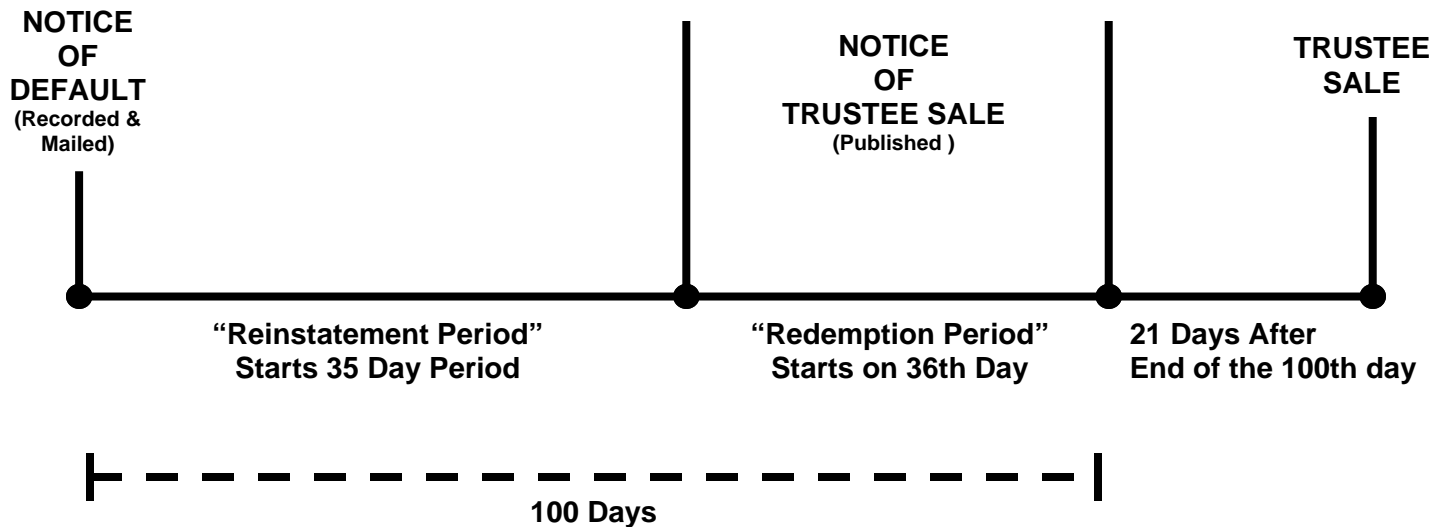 NOTICE
OF
DEFAULT
(Recorded &
Mailed)
NOTICE
OF
TRUSTEE SALE
(Published )
TRUSTEE
SALE
“Reinstatement Period”
Starts 35 Day Period
“Redemption Period”
Starts on 36th Day
21 Days After
End of the 100th day
100 Days